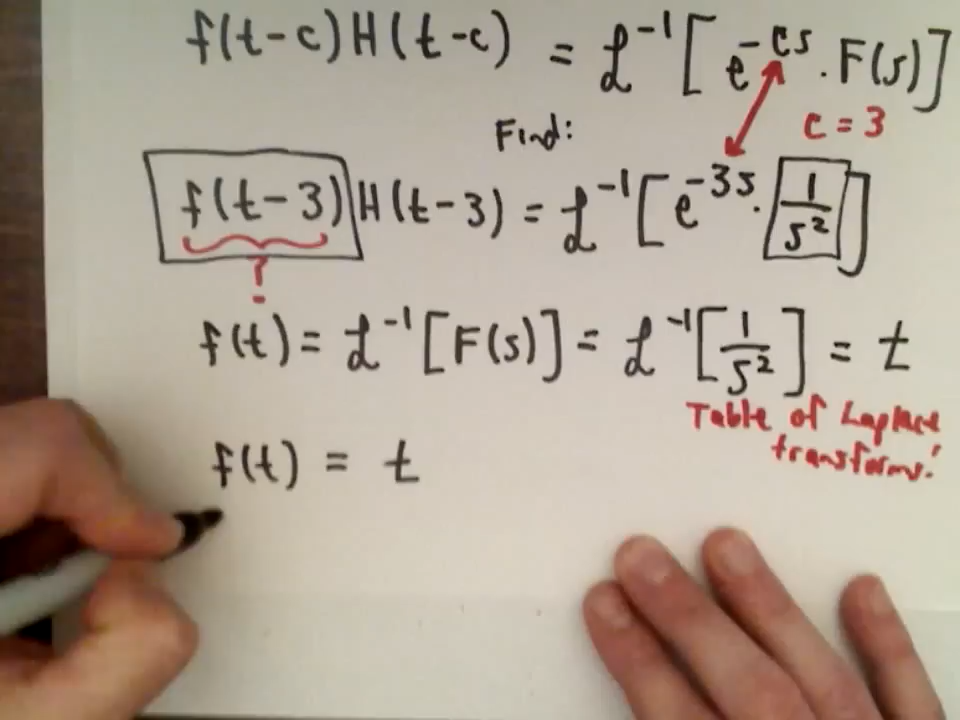 f(t-c)H(t-c) = ℒ⁻¹[e^{-cs}·F(s)]
c = 3
Find:
f(t-3)H(t-3) = ℒ⁻¹[e^{-3s}·1/s²]
?
f(t) = ℒ⁻¹[F(s)] = ℒ⁻¹[1/s²] = t
Table of Laplace
transforms!
f(t) = t